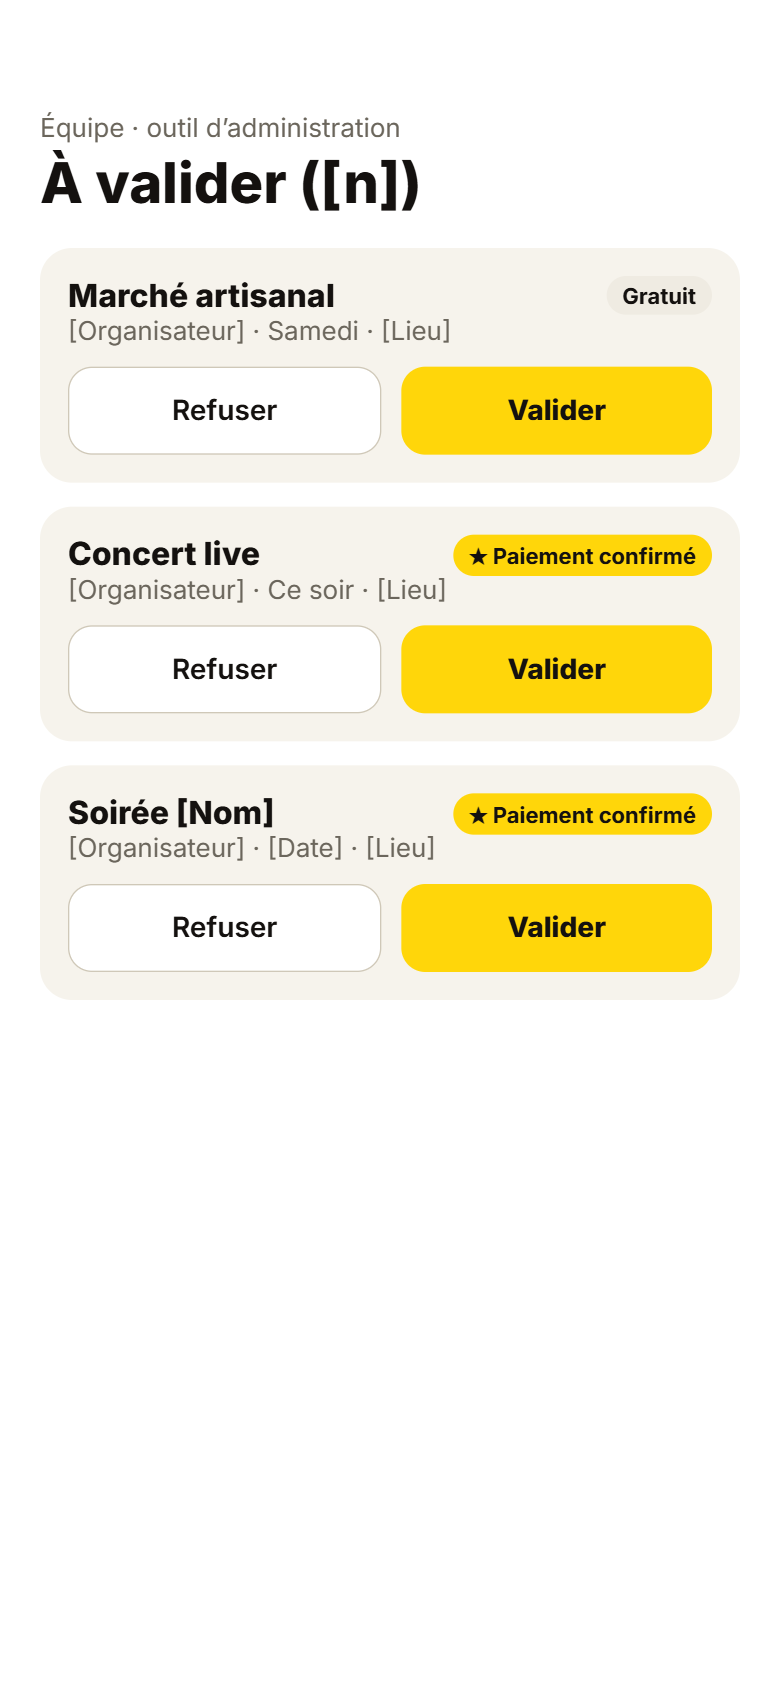 Équipe · outil d’administration
À valider ([n])
Marché artisanal
Gratuit
[Organisateur] · Samedi · [Lieu]
Refuser
Valider
Concert live
★ Paiement confirmé
[Organisateur] · Ce soir · [Lieu]
Refuser
Valider
Soirée [Nom]
★ Paiement confirmé
[Organisateur] · [Date] · [Lieu]
Refuser
Valider